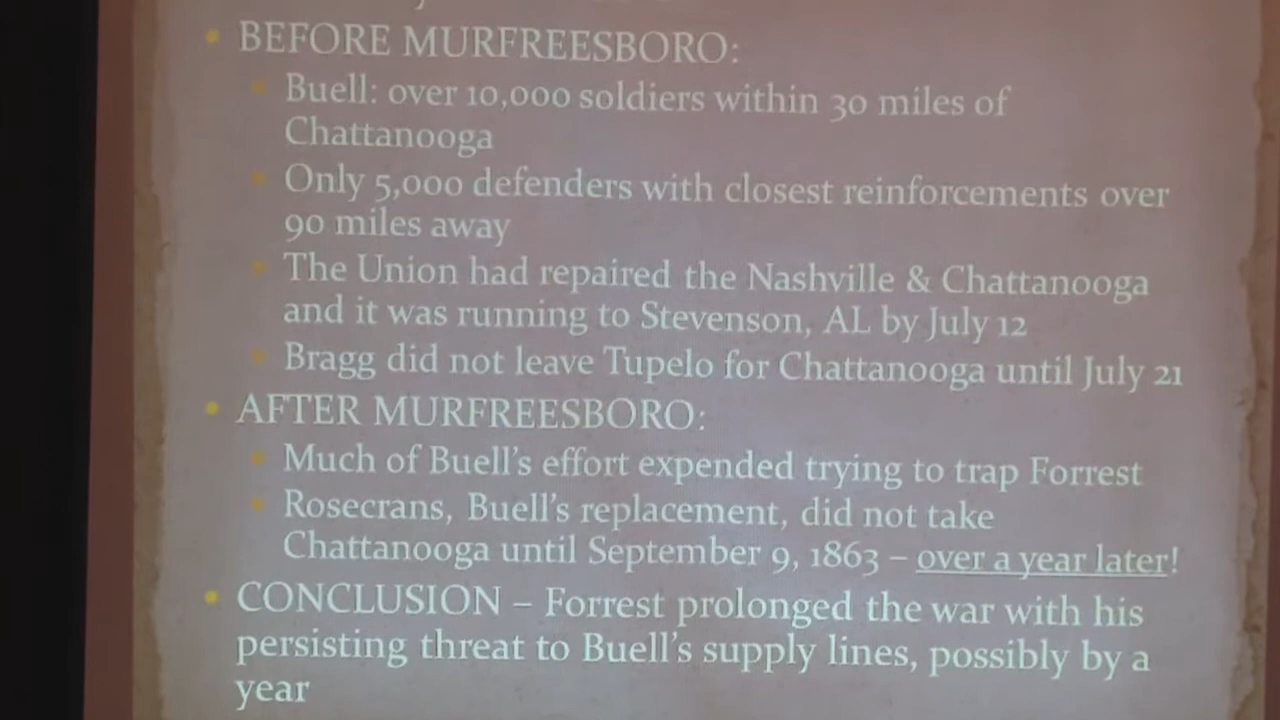 • BEFORE MURFREESBORO:
• Buell: over 10,000 soldiers within 30 miles of
Chattanooga
• Only 5,000 defenders with closest reinforcements over
90 miles away
• The Union had repaired the Nashville & Chattanooga
and it was running to Stevenson, AL by July 12
• Bragg did not leave Tupelo for Chattanooga until July 21
• AFTER MURFREESBORO:
• Much of Buell's effort expended trying to trap Forrest
• Rosecrans, Buell's replacement, did not take
Chattanooga until September 9, 1863 – over a year later!
• CONCLUSION – Forrest prolonged the war with his
persisting threat to Buell's supply lines, possibly by a
year